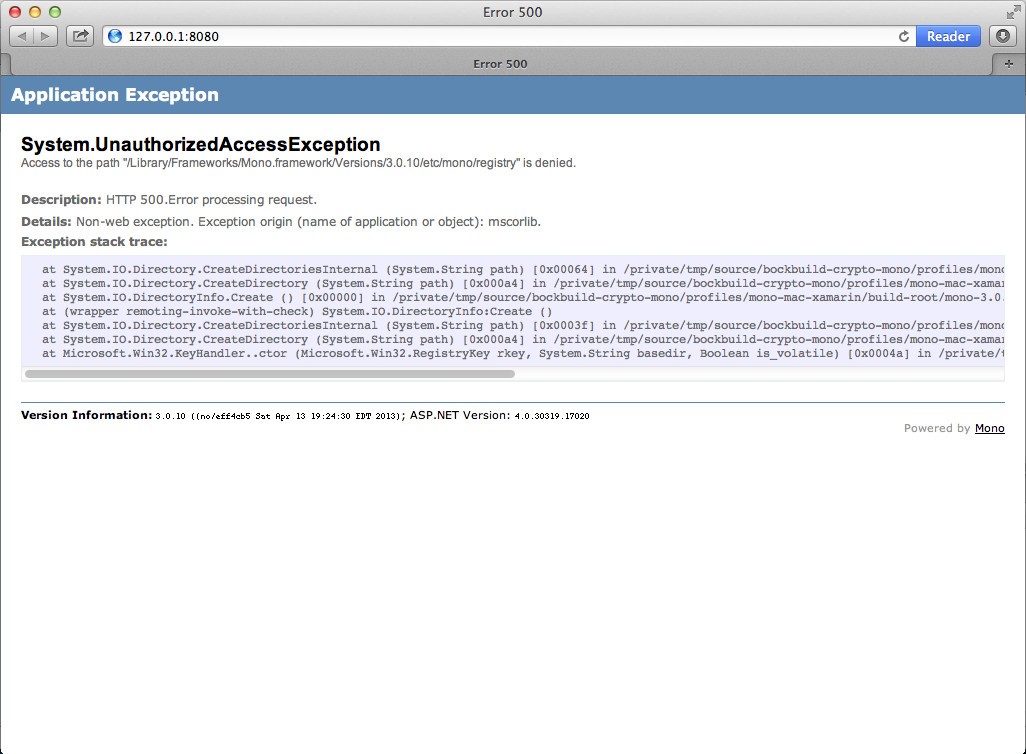 Error 500
127.0.0.1:8080
Reader
Error 500
Application Exception
System.UnauthorizedAccessException
Access to the path "/Library/Frameworks/Mono.framework/Versions/3.0.10/etc/mono/registry" is denied.
Description: HTTP 500.Error processing request.
Details: Non-web exception. Exception origin (name of application or object): mscorlib.
Exception stack trace:
at System.IO.Directory.CreateDirectoriesInternal (System.String path) [0x00064] in /private/tmp/source/bockbuild-crypto-mono/profiles/mono
at System.IO.Directory.CreateDirectory (System.String path) [0x000a4] in /private/tmp/source/bockbuild-crypto-mono/profiles/mono-mac-xamar
at System.IO.DirectoryInfo.Create () [0x00000] in /private/tmp/source/bockbuild-crypto-mono/profiles/mono-mac-xamarin/build-root/mono-3.0.
at (wrapper remoting-invoke-with-check) System.IO.DirectoryInfo:Create ()
at System.IO.Directory.CreateDirectoriesInternal (System.String path) [0x0003f] in /private/tmp/source/bockbuild-crypto-mono/profiles/mono
at System.IO.Directory.CreateDirectory (System.String path) [0x000a4] in /private/tmp/source/bockbuild-crypto-mono/profiles/mono-mac-xamar
at Microsoft.Win32.KeyHandler..ctor (Microsoft.Win32.RegistryKey rkey, System.String basedir, Boolean is_volatile) [0x0004a] in /private/t
Version Information: 3.0.10 ((no/eff4cb5 Sat Apr 13 19:24:30 EDT 2013); ASP.NET Version: 4.0.30319.17020
Powered by Mono